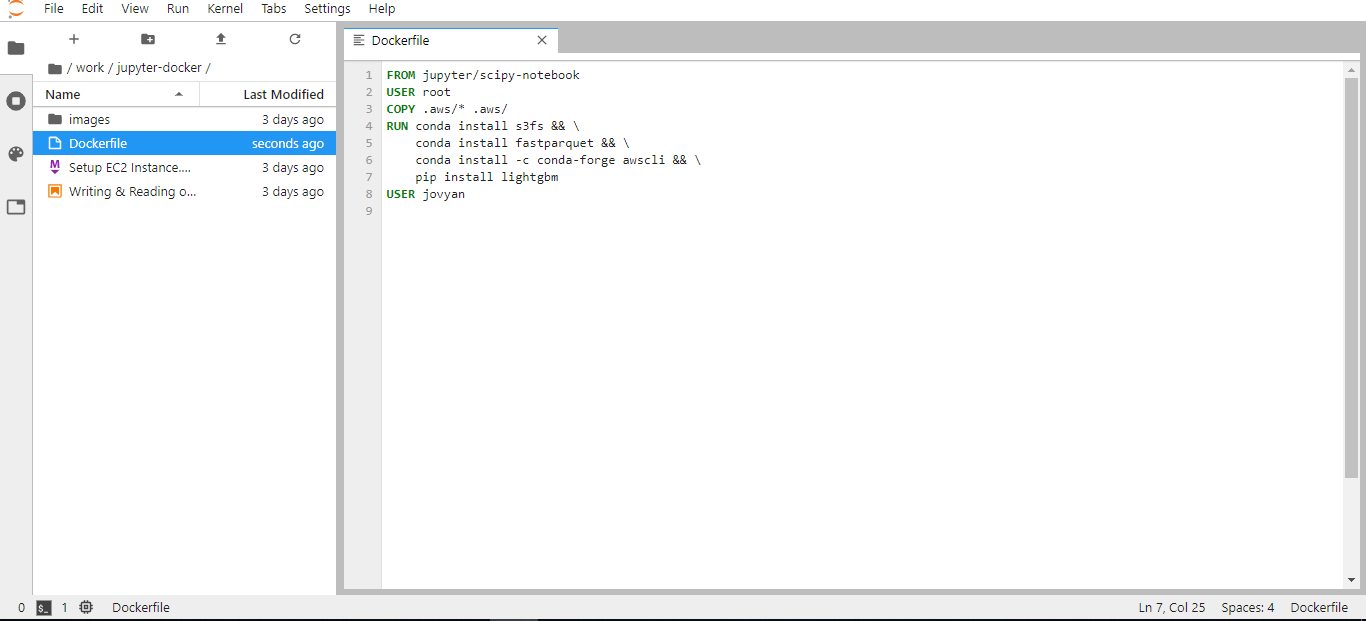 File Edit View Run Kernel Tabs Settings Help
Dockerfile
/ work / jupyter-docker /
Name Last Modified
images 3 days ago
Dockerfile seconds ago
Setup EC2 Instance.... 3 days ago
Writing & Reading o... 3 days ago
1 FROM jupyter/scipy-notebook
2 USER root
3 COPY .aws/* .aws/
4 RUN conda install s3fs && \
5 conda install fastparquet && \
6 conda install -c conda-forge awscli && \
7 pip install lightgbm
8 USER jovyan
9
0 $_ 1 Dockerfile Ln 7, Col 25 Spaces: 4 Dockerfile